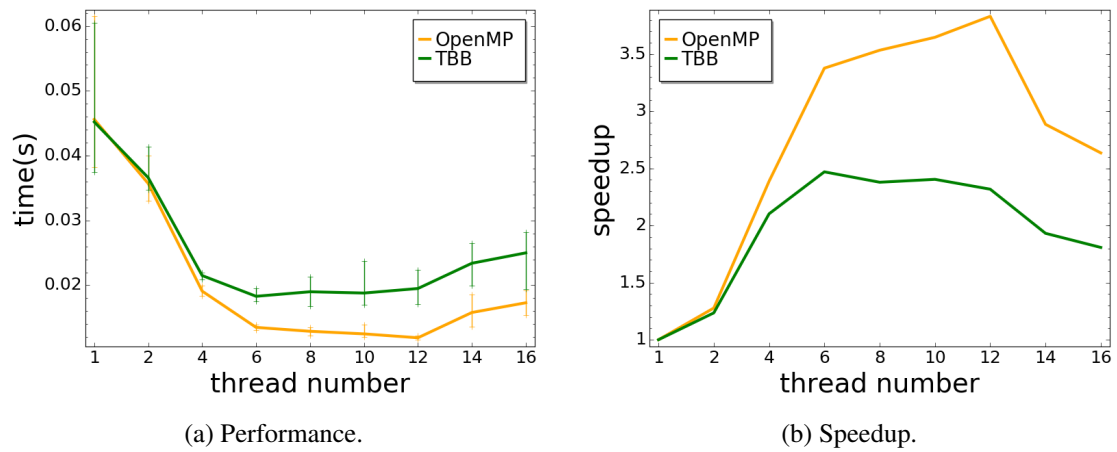 0.06
0.05
0.04
0.03
0.02
time(s)
OpenMP
TBB
1 2 4 6 8 10 12 14 16
thread number
(a) Performance.
3.5
3
2.5
2
1.5
1
speedup
OpenMP
TBB
1 2 4 6 8 10 12 14 16
thread number
(b) Speedup.